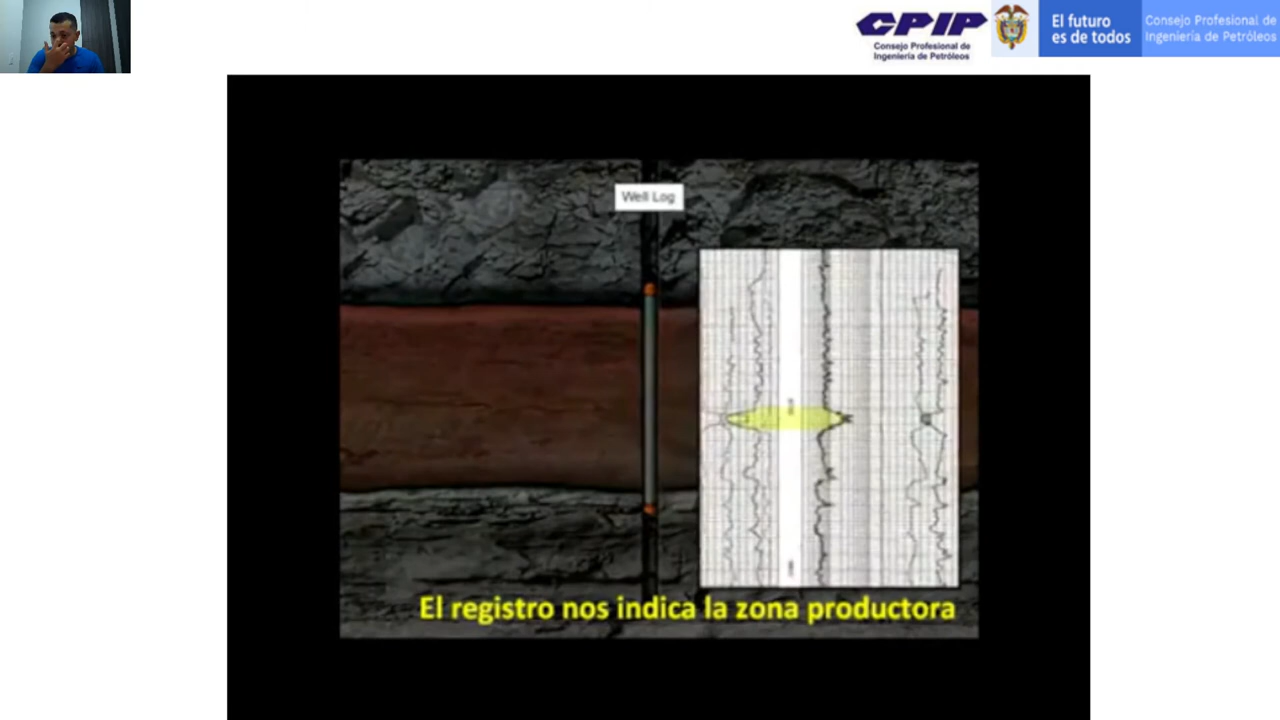 CPIP
Consejo Profesional de
Ingeniería de Petróleos
El futuro
es de todos
Consejo Profesional de
Ingeniería de Petróleos
Well Log
El registro nos indica la zona productora